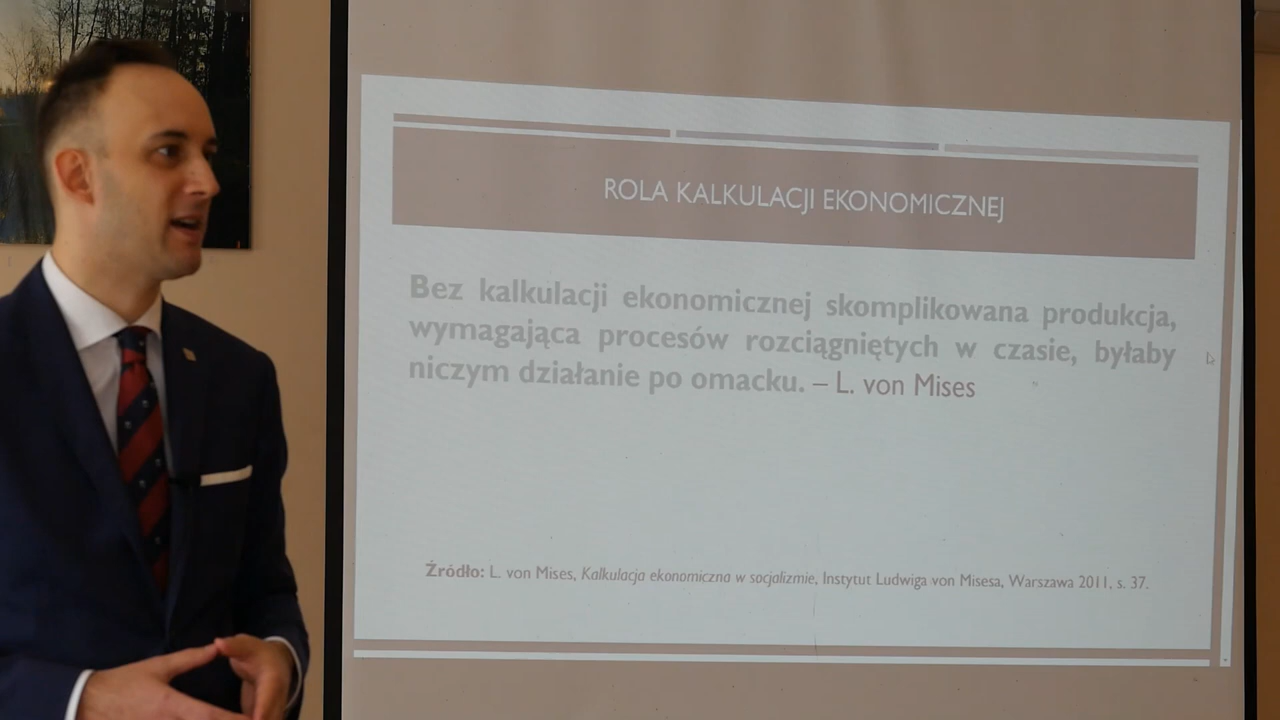 ROLA KALKULACJI EKONOMICZNEJ
Bez kalkulacji ekonomicznej skomplikowana produkcja,
wymagająca procesów rozciągniętych w czasie, byłaby
niczym działanie po omacku. – L. von Mises
Źródło: L. von Mises, Kalkulacja ekonomiczna w socjalizmie, Instytut Ludwiga von Misesa, Warszawa 2011, s. 37.